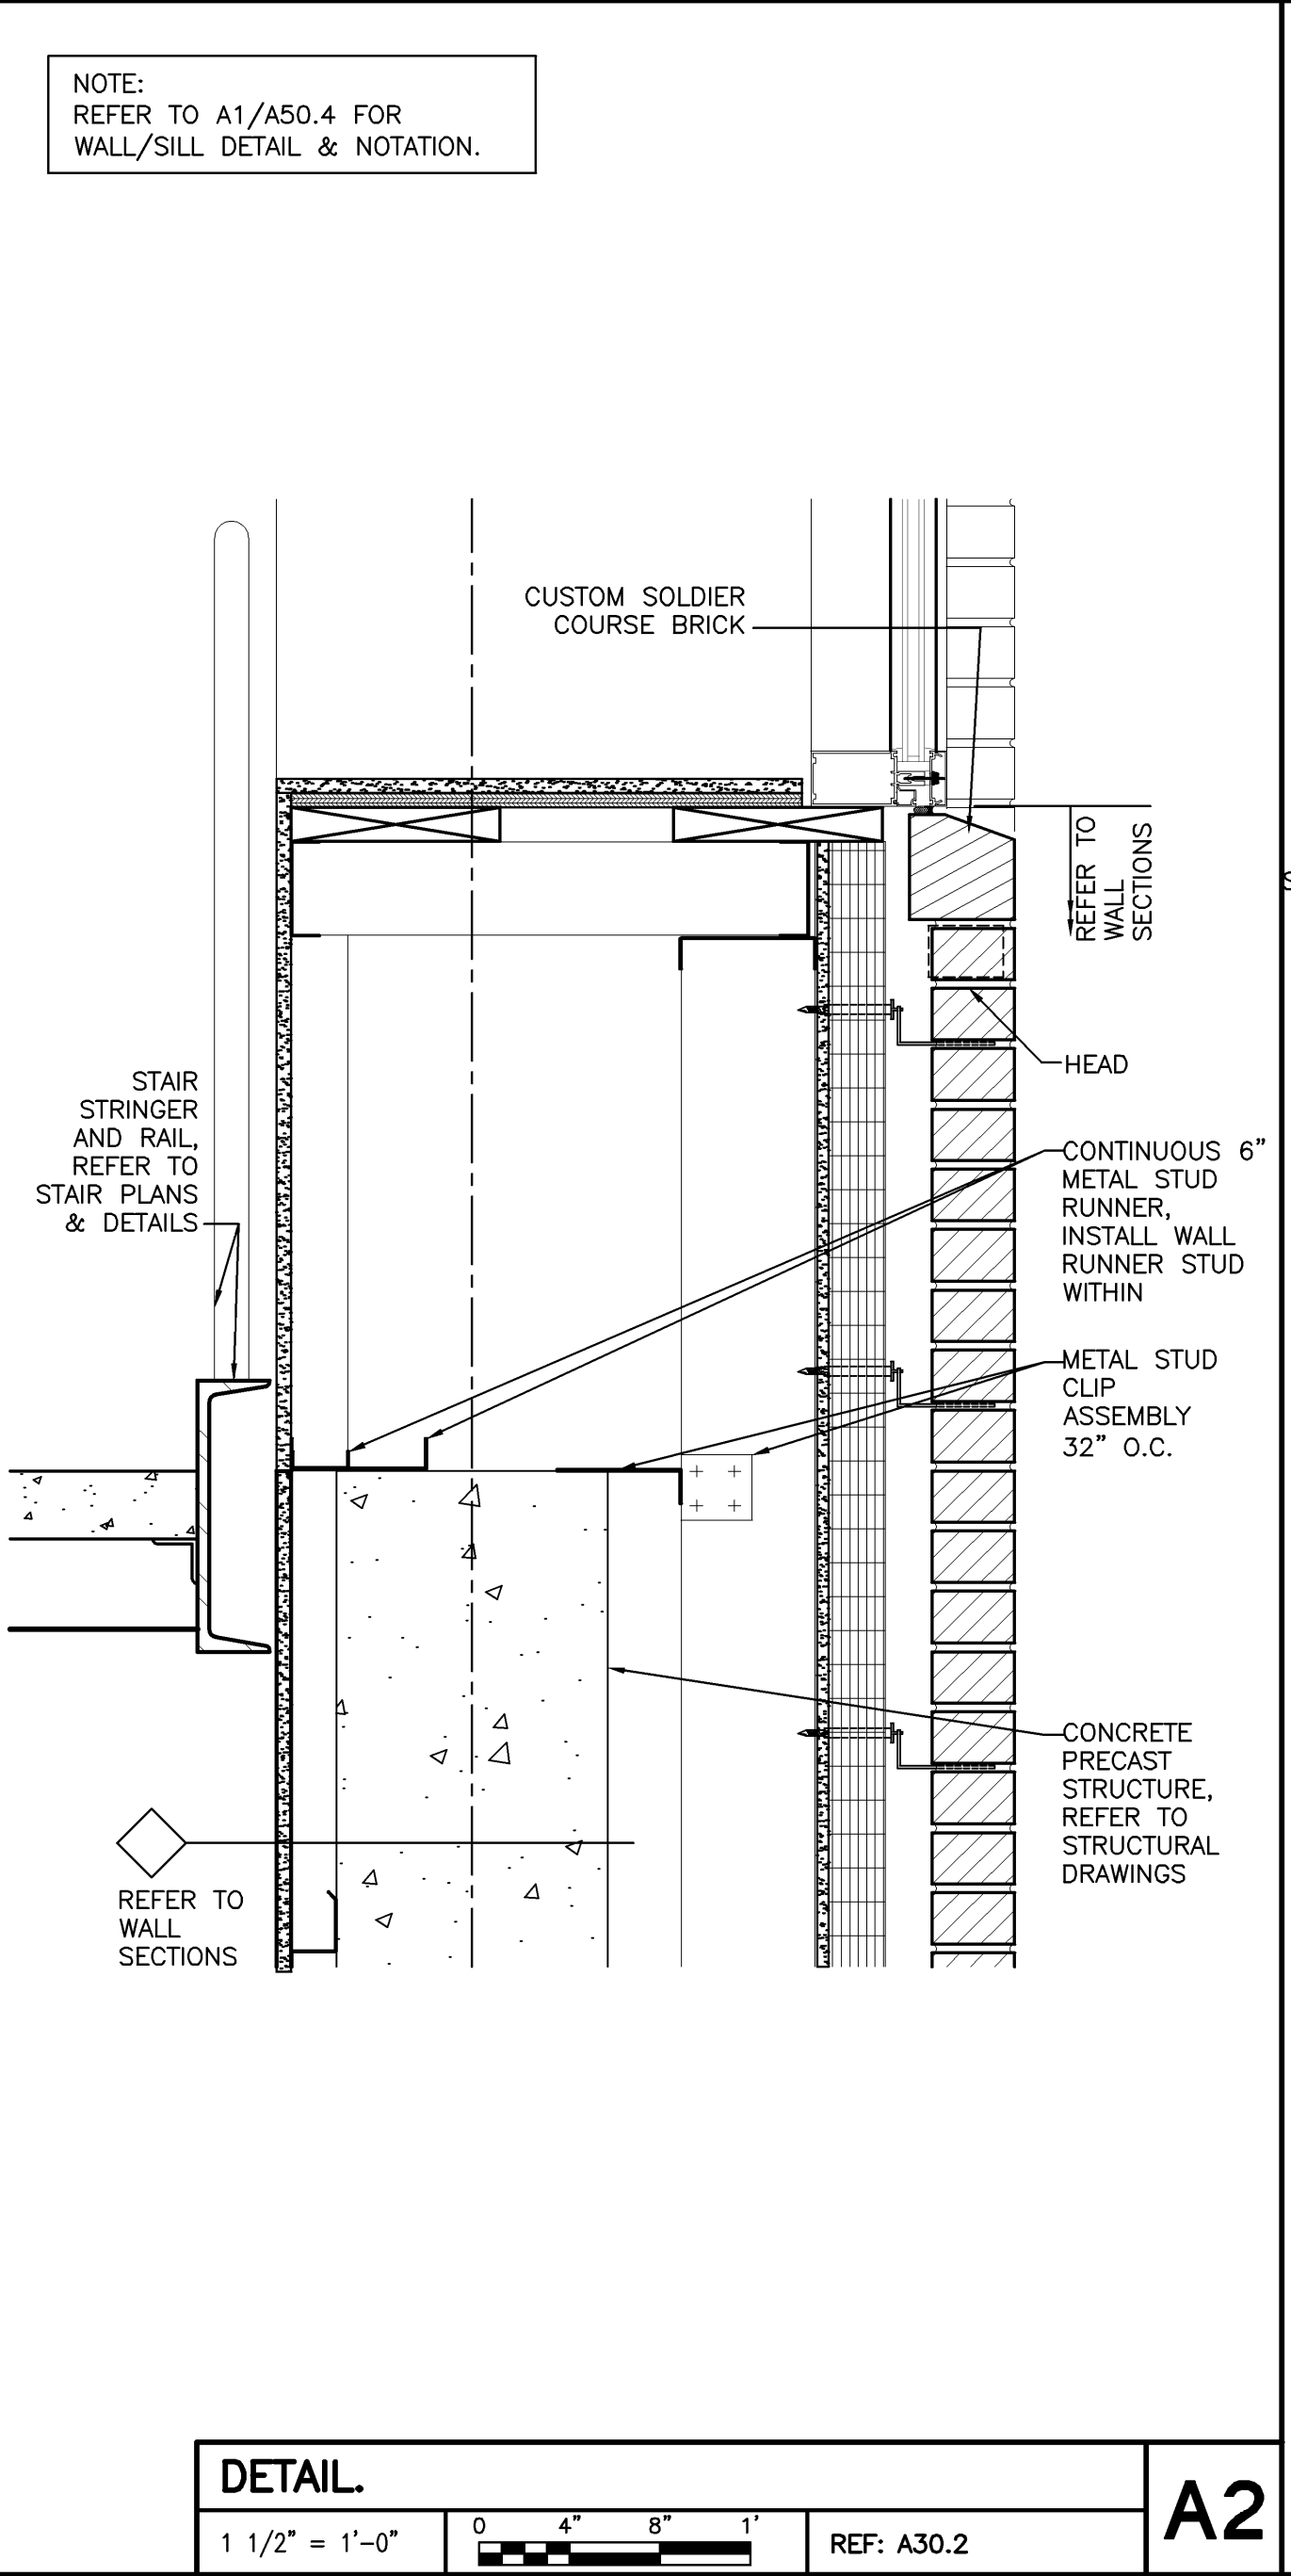 NOTE:
REFER TO A1/A50.4 FOR
WALL/SILL DETAIL & NOTATION.
CUSTOM SOLDIER
COURSE BRICK
REFER TO
WALL
SECTIONS
HEAD
STAIR
STRINGER
AND RAIL,
REFER TO
STAIR PLANS
& DETAILS
CONTINUOUS 6”
METAL STUD
RUNNER,
INSTALL WALL
RUNNER STUD
WITHIN
METAL STUD
CLIP
ASSEMBLY
32” O.C.
CONCRETE
PRECAST
STRUCTURE,
REFER TO
STRUCTURAL
DRAWINGS
REFER TO
WALL
SECTIONS
DETAIL.
A2
1 1/2” = 1’-0”
0 4” 8” 1’
REF: A30.2